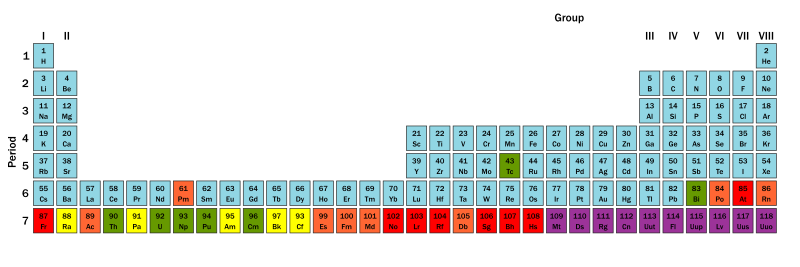 Group
I II III IV V VI VII VIII
Period
1
1 2
H He
2
3 4 5 6 7 8 9 10
Li Be B C N O F Ne
3
11 12 13 14 15 16 17 18
Na Mg Al Si P S Cl Ar
4
19 20 21 22 23 24 25 26 27 28 29 30 31 32 33 34 35 36
K Ca Sc Ti V Cr Mn Fe Co Ni Cu Zn Ga Ge As Se Br Kr
5
37 38 39 40 41 42 43 44 45 46 47 48 49 50 51 52 53 54
Rb Sr Y Zr Nb Mo Tc Ru Rh Pd Ag Cd In Sn Sb Te I Xe
6
55 56 57 58 59 60 61 62 63 64 65 66 67 68 69 70 71 72 73 74 75 76 77 78 79 80 81 82 83 84 85 86
Cs Ba La Ce Pr Nd Pm Sm Eu Gd Tb Dy Ho Er Tm Yb Lu Hf Ta W Re Os Ir Pt Au Hg Tl Pb Bi Po At Rn
7
87 88 89 90 91 92 93 94 95 96 97 93 99 100 101 102 103 104 105 106 107 108 109 110 111 112 113 114 115 116 117 118
Fr Ra Ac Th Pa U Np Pu Am Cm Bk Cf Es Fm Md No Lr Rf Db Sg Bh Hs Mt Ds Rg Cn Uut Fl Uup Lv Uus Uuo